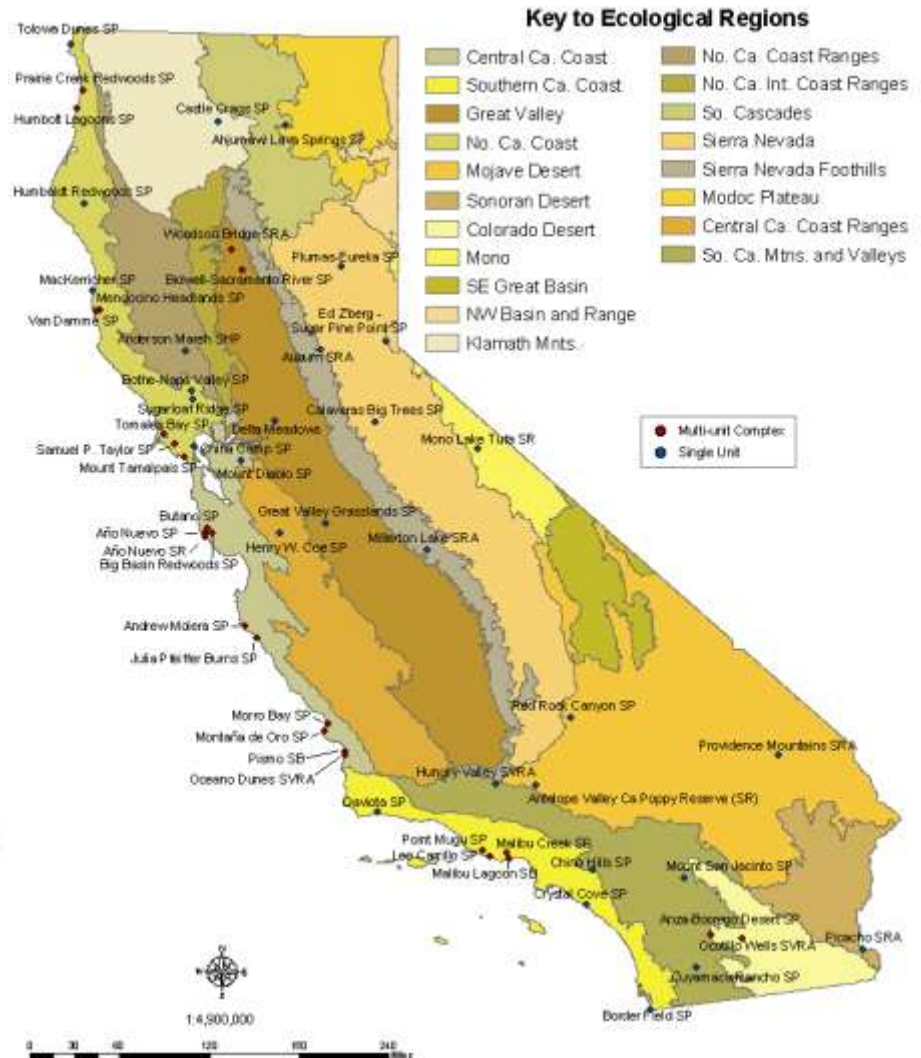 Key to Ecological Regions
Central Ca. Coast
Southern Ca. Coast
Great Valley
No. Ca. Coast
Mojave Desert
Sonoran Desert
Colorado Desert
Mono
SE Great Basin
NW Basin and Range
Klamath Mnts.
No. Ca. Coast Ranges
No. Ca. Int. Coast Ranges
So. Cascades
Sierra Nevada
Sierra Nevada Foothills
Modoc Plateau
Central Ca. Coast Ranges
So. Ca. Mtns. and Valleys
Multi-unit Complex
Single Unit
Tolowa Dunes SP
Prairie Creek Redwoods SP
Castle Crags SP
Humbolt Lagoons SP
Ahjumawi Lava Springs SP
Humboldt Redwoods SP
Woodson Bridge SRA
Plumas-Eureka SP
MacKerricher SP
Bidwell-Sacramento River SP
Mendocino Headlands SP
Van Damme SP
Ed Z'berg -
Sugar Pine Point SP
Anderson Marsh SHP
Auburn SRA
Bothe-Napa Valley SP
Sugarloaf Ridge SP
Calaveras Big Trees SP
Tomales Bay SP
Delta Meadows
Mono Lake Tufa SR
Samuel P. Taylor SP
China Camp SP
Mount Tamalpais SP
Mount Diablo SP
Butano SP
Great Valley Grasslands SP
Año Nuevo SP
Henry W. Coe SP
Millerton Lake SRA
Año Nuevo SR
Big Basin Redwoods SP
Andrew Molera SP
Julia Pfeiffer Burns SP
Morro Bay SP
Red Rock Canyon SP
Montaña de Oro SP
Pismo SB
Providence Mountains SRA
Oceano Dunes SVRA
Hungry Valley SVRA
Antelope Valley Ca Poppy Reserve (SR)
Gaviota SP
Point Mugu SP
Malibu Creek SB
Leo Carrillo SP
Chino Hills SP
Mount San Jacinto SP
Malibu Lagoon SB
Crystal Cove SP
Anza-Borrego Desert SP
Ocotillo Wells SVRA
Picacho SRA
Cuyamaca Rancho SP
Border Field SP
N
W
E
S
1:4,900,000
0 30 60 120 180 240
Miles